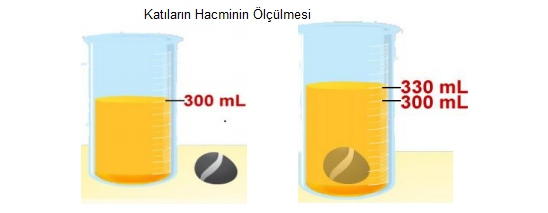 Katıların Hacminin Ölçülmesi
300 mL
330 mL
300 mL